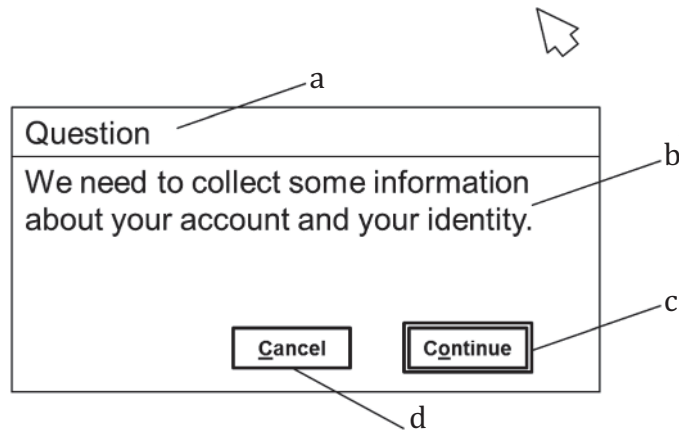 a
Question
b
We need to collect some information
about your account and your identity.
c
Cancel
Continue
d